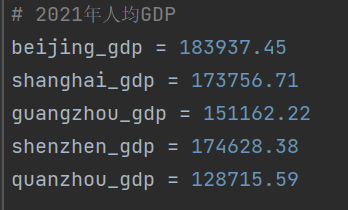 # 2021年人均GDP
beijing_gdp = 183937.45
shanghai_gdp = 173756.71
guangzhou_gdp = 151162.22
shenzhen_gdp = 174628.38
quanzhou_gdp = 128715.59